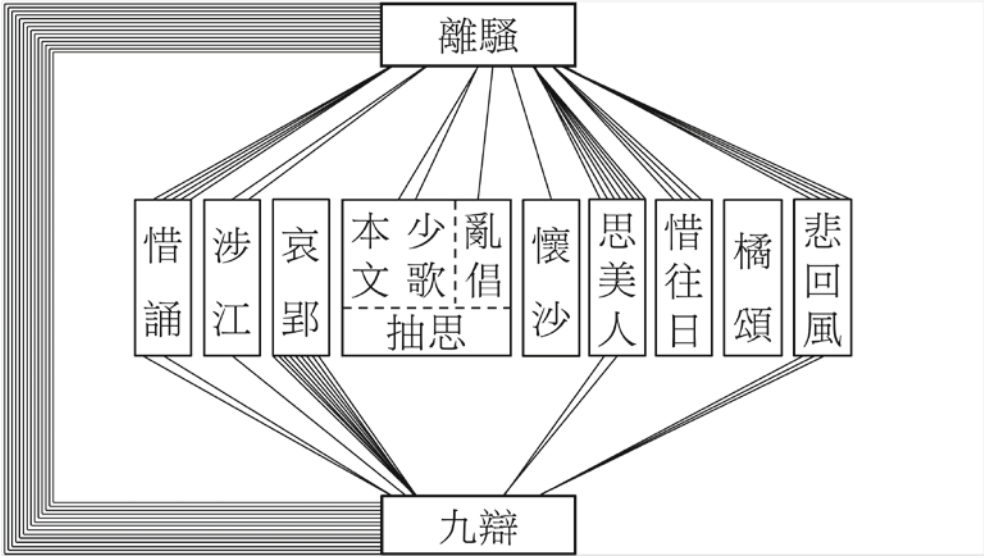 離騷
惜誦
涉江
哀郢
本文
少歌
亂倡
抽思
懷沙
思美人
惜往日
橘頌
悲回風
九辯